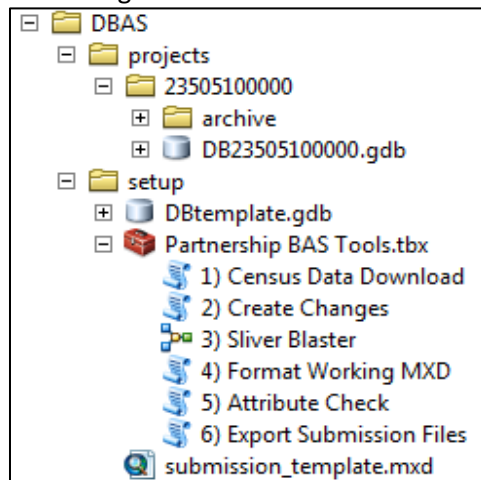 DBAS
projects
23505100000
archive
DB23505100000.gdb
setup
DBtemplate.gdb
Partnership BAS Tools.tbx
1) Census Data Download
2) Create Changes
3) Sliver Blaster
4) Format Working MXD
5) Attribute Check
6) Export Submission Files
submission_template.mxd